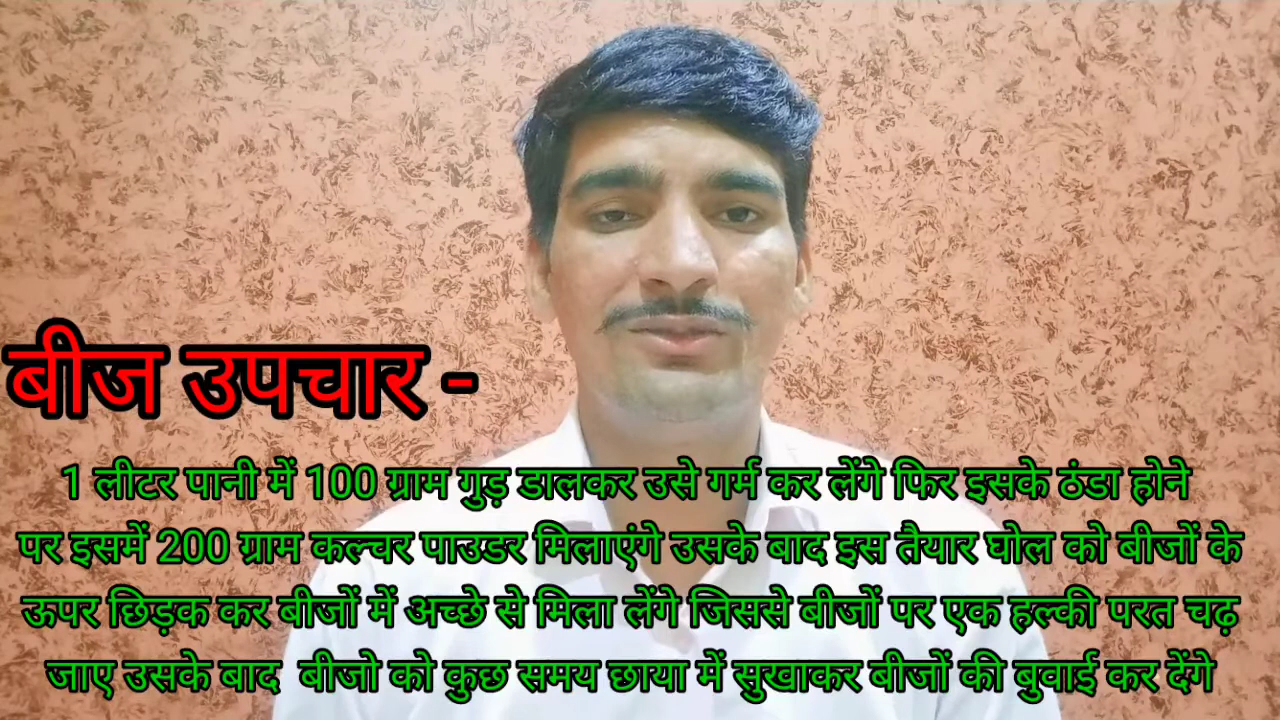 बीज उपचार -
1 लीटर पानी में 100 ग्राम गुड़ डालकर उसे गर्म कर लेंगे फिर इसके ठंडा होने
पर इसमें 200 ग्राम कल्चर पाउडर मिलाएंगे उसके बाद इस तैयार घोल को बीजों के
ऊपर छिड़क कर बीजों में अच्छे से मिला लेंगे जिससे बीजों पर एक हल्की परत चढ़
जाए उसके बाद बीजो को कुछ समय छाया में सुखाकर बीजों की बुवाई कर देंगे